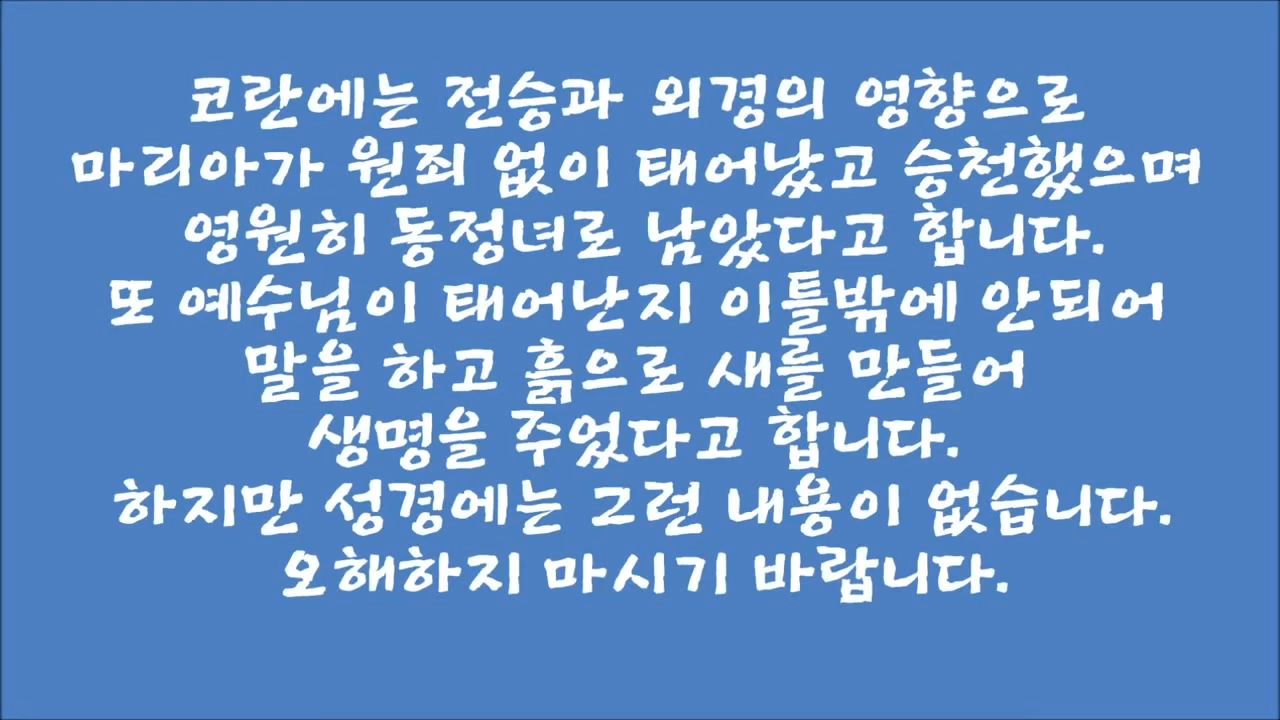 코란에는 전승과 외경의 영향으로
마리아가 원죄 없이 태어났고 승천했으며
영원히 동정녀로 남았다고 합니다.
또 예수님이 태어난지 이틀밖에 안되어
말을 하고 흙으로 새를 만들어
생명을 주었다고 합니다.
하지만 성경에는 그런 내용이 없습니다.
오해하지 마시기 바랍니다.